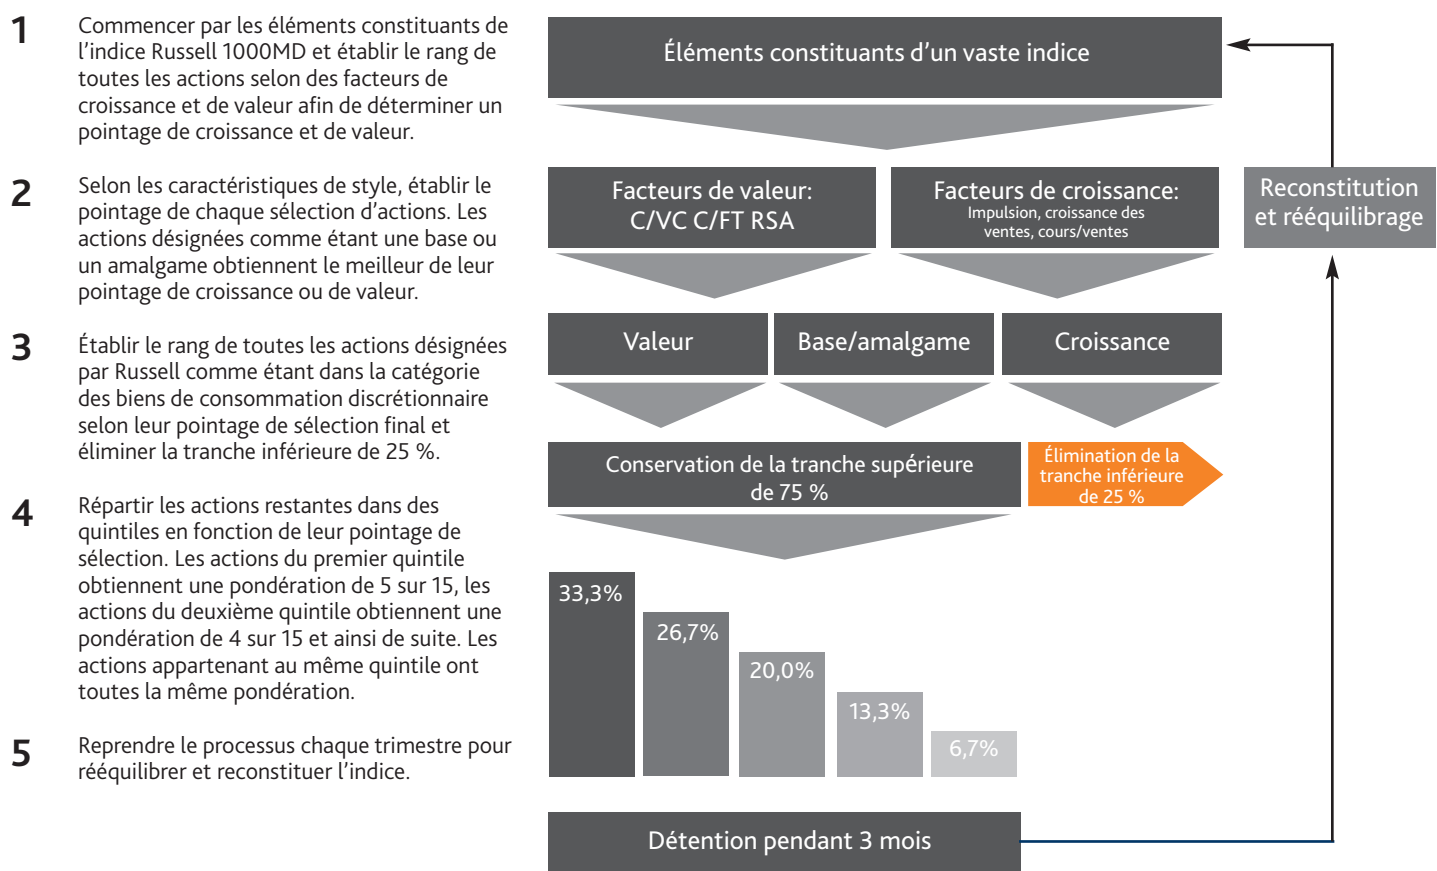 1
Commencer par les éléments constituants de
l’indice Russell 1000MD et établir le rang de
toutes les actions selon des facteurs de
croissance et de valeur afin de déterminer un
pointage de croissance et de valeur.
2
Selon les caractéristiques de style, établir le
pointage de chaque sélection d’actions. Les
actions désignées comme étant une base ou
un amalgame obtiennent le meilleur de leur
pointage de croissance ou de valeur.
3
Établir le rang de toutes les actions désignées
par Russell comme étant dans la catégorie
des biens de consommation discrétionnaire
selon leur pointage de sélection final et
éliminer la tranche inférieure de 25 %.
4
Répartir les actions restantes dans des
quintiles en fonction de leur pointage de
sélection. Les actions du premier quintile
obtiennent une pondération de 5 sur 15, les
actions du deuxième quintile obtiennent une
pondération de 4 sur 15 et ainsi de suite. Les
actions appartenant au même quintile ont
toutes la même pondération.
5
Reprendre le processus chaque trimestre pour
rééquilibrer et reconstituer l’indice.
Éléments constituants d’un vaste indice
Facteurs de valeur:
C/VC C/FT RSA
Facteurs de croissance:
Impulsion, croissance des
ventes, cours/ventes
Reconstitution
et rééquilibrage
Valeur
Base/amalgame
Croissance
Conservation de la tranche supérieure
de 75 %
Élimination de la
tranche inférieure
de 25 %
33,3%
26,7%
20,0%
13,3%
6,7%
Détention pendant 3 mois